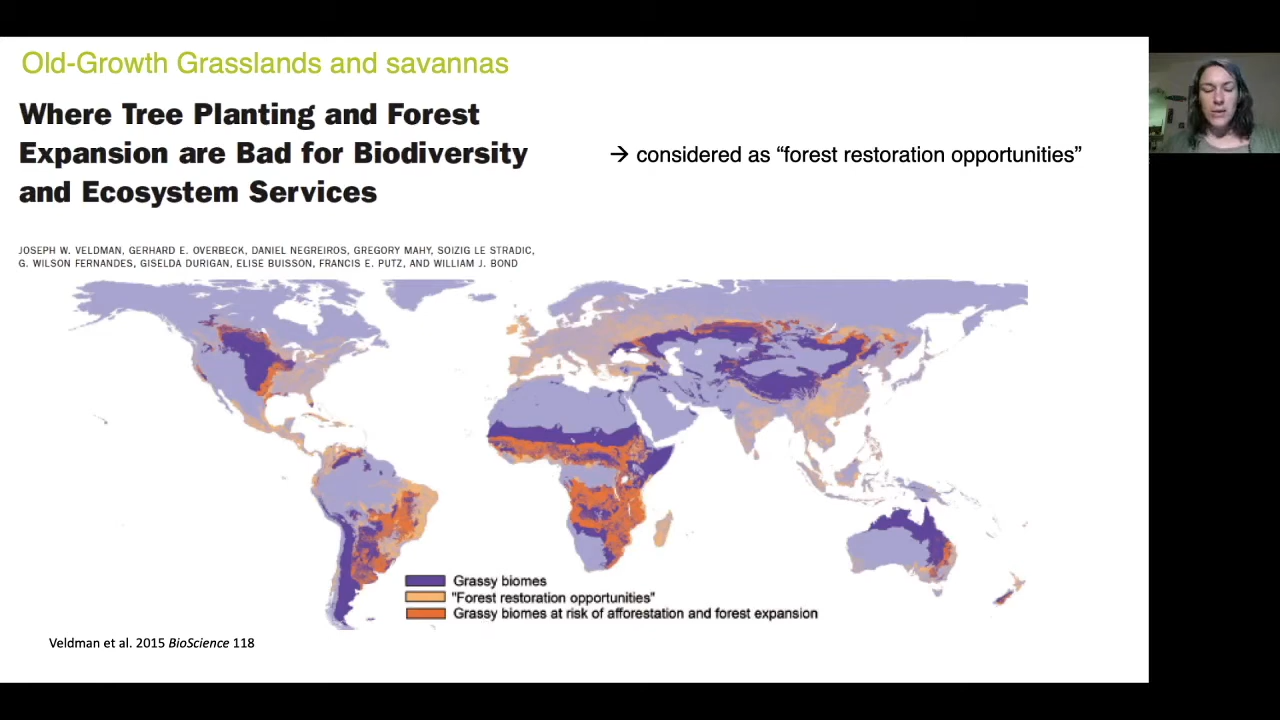 Old-Growth Grasslands and savannas
Where Tree Planting and Forest
Expansion are Bad for Biodiversity
and Ecosystem Services
→ considered as “forest restoration opportunities”
JOSEPH W. VELDMAN, GERHARD E. OVERBECK, DANIEL NEGREIROS, GREGORY MAHY, SOIZIG LE STRADIC,
G. WILSON FERNANDES, GISELDA DURIGAN, ELISE BUISSON, FRANCIS E. PUTZ, AND WILLIAM J. BOND
Grassy biomes
"Forest restoration opportunities"
Grassy biomes at risk of afforestation and forest expansion
Veldman et al. 2015 BioScience 118